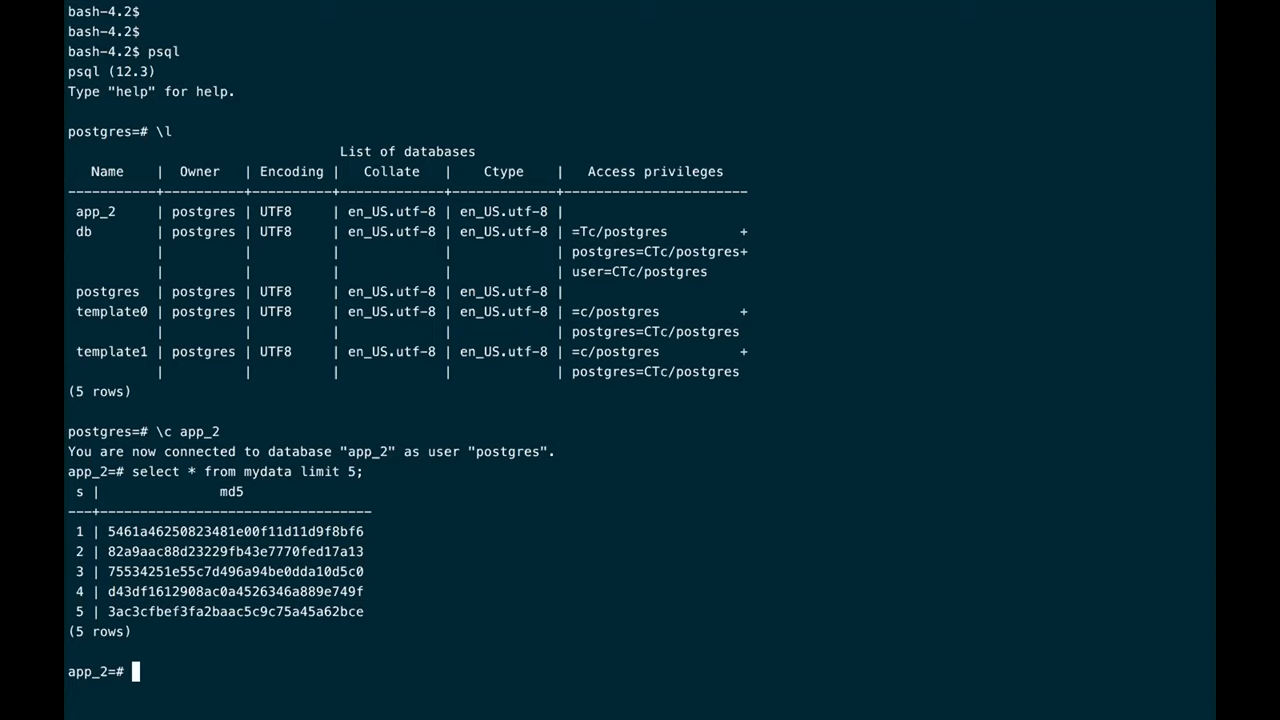 bash-4.2$
bash-4.2$
bash-4.2$ psql
psql (12.3)
Type "help" for help.
postgres=# \l
List of databases
Name | Owner | Encoding | Collate | Ctype | Access privileges
-----------+----------+----------+-------------+-------------+-----------------------
app_2 | postgres | UTF8 | en_US.utf-8 | en_US.utf-8 |
db | postgres | UTF8 | en_US.utf-8 | en_US.utf-8 | =Tc/postgres +
| | | | | postgres=CTc/postgres+
| | | | | user=CTc/postgres
postgres | postgres | UTF8 | en_US.utf-8 | en_US.utf-8 |
template0 | postgres | UTF8 | en_US.utf-8 | en_US.utf-8 | =c/postgres +
| | | | | postgres=CTc/postgres
template1 | postgres | UTF8 | en_US.utf-8 | en_US.utf-8 | =c/postgres +
| | | | | postgres=CTc/postgres
(5 rows)
postgres=# \c app_2
You are now connected to database "app_2" as user "postgres".
app_2=# select * from mydata limit 5;
s | md5
---+----------------------------------
1 | 5461a46250823481e00f11d11d9f8bf6
2 | 82a9aac88d23229fb43e7770fed17a13
3 | 75534251e55c7d496a94be0dda10d5c0
4 | d43df1612908ac0a4526346a889e749f
5 | 3ac3cfbef3fa2baac5c9c75a45a62bce
(5 rows)
app_2=#